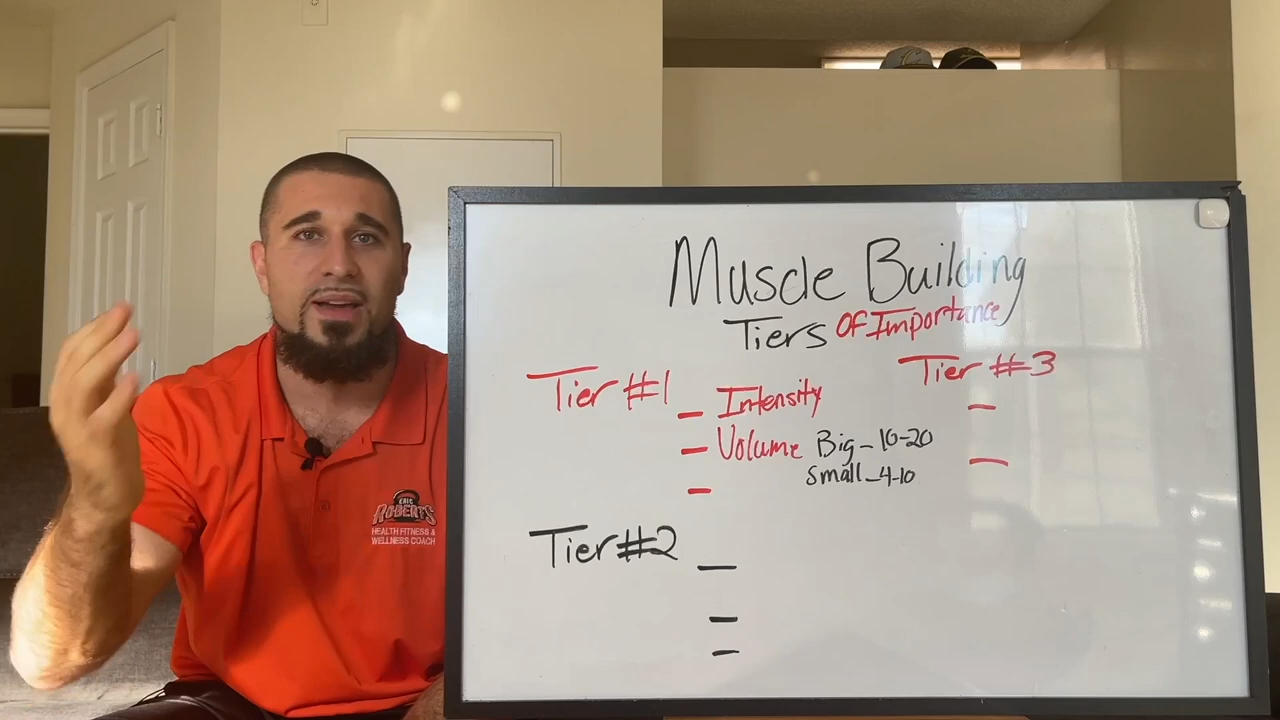 Muscle Building
Tiers Of Importance
Tier #1
– Intensity
– Volume Big – 10-20
Small – 4-10
–
Tier #2
–
–
–
Tier #3
–
–
ERIC
ROBERTS
HEALTH FITNESS &
WELLNESS COACH